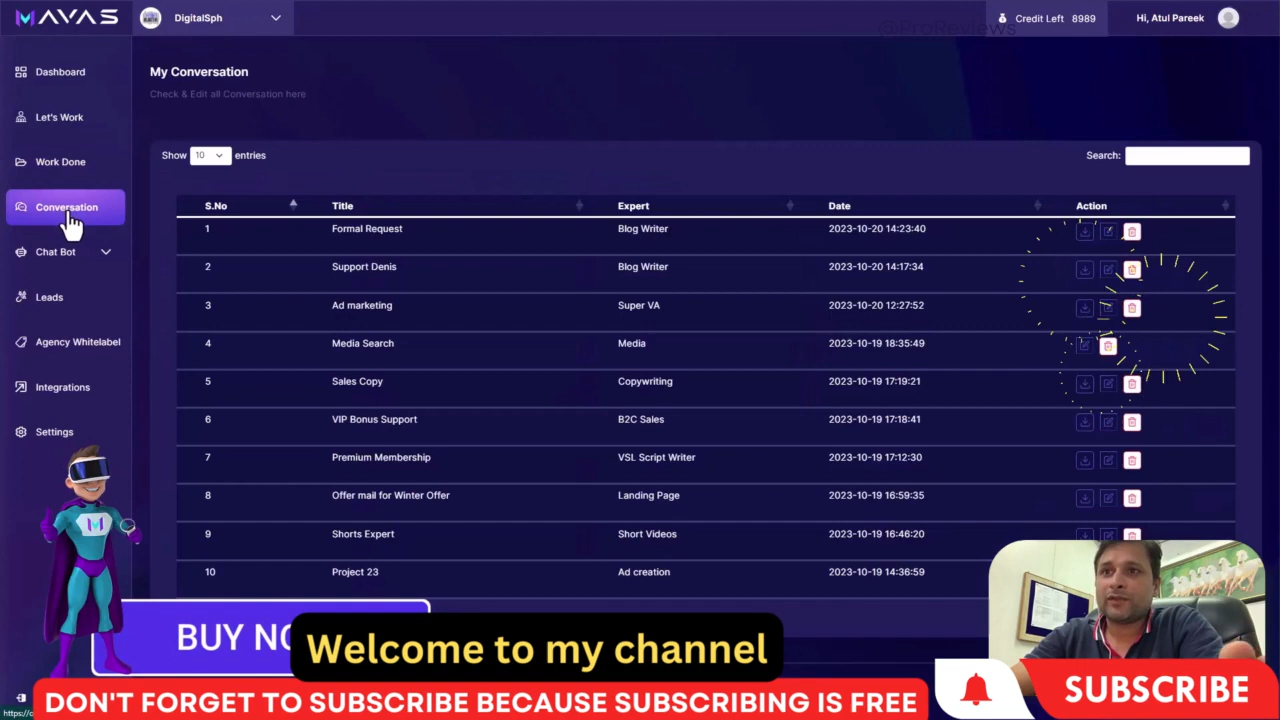 MAVAS
DigitalSph
@ProReviews
Credit Left 8989
Hi, Atul Pareek
Dashboard
Let's Work
Work Done
Conversation
Chat Bot
Leads
Agency Whitelabel
Integrations
Settings
My Conversation
Check & Edit all Conversation here
Show 10 entries
Search:
S.No Title Expert Date Action
1 Formal Request Blog Writer 2023-10-20 14:23:40
2 Support Denis Blog Writer 2023-10-20 14:17:34
3 Ad marketing Super VA 2023-10-20 12:27:52
4 Media Search Media 2023-10-19 18:35:49
5 Sales Copy Copywriting 2023-10-19 17:19:21
6 VIP Bonus Support B2C Sales 2023-10-19 17:18:41
7 Premium Membership VSL Script Writer 2023-10-19 17:12:30
8 Offer mail for Winter Offer Landing Page 2023-10-19 16:59:35
9 Shorts Expert Short Videos 2023-10-19 16:46:20
10 Project 23 Ad creation 2023-10-19 14:36:59
M
BUY NO
Welcome to my channel
DON'T FORGET TO SUBSCRIBE BECAUSE SUBSCRIBING IS FREE
SUBSCRIBE